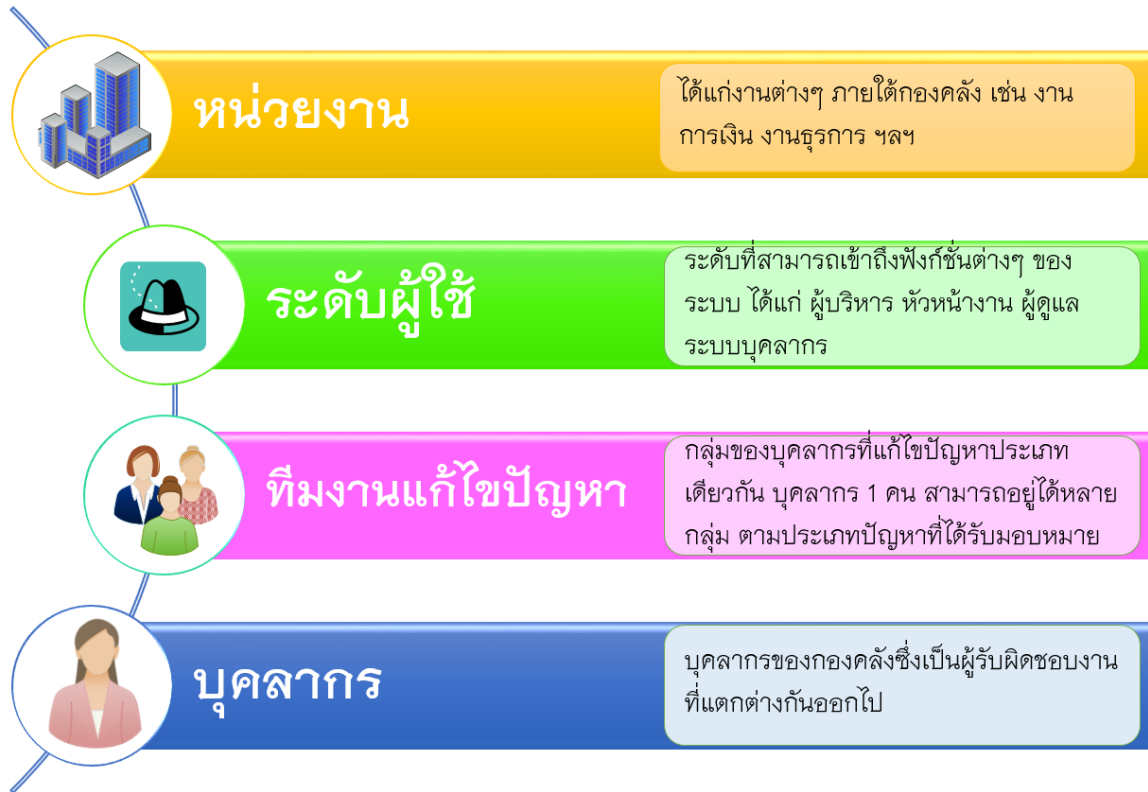 หน่วยงาน
ได้แก่งานต่างๆ ภายใต้กองคลัง เช่น งาน
การเงิน งานธุรการ ฯลฯ
ระดับผู้ใช้
ระดับที่สามารถเข้าถึงฟังก์ชั่นต่างๆ ของ
ระบบ ได้แก่ ผู้บริหาร หัวหน้างาน ผู้ดูแล
ระบบบุคลากร
ทีมงานแก้ไขปัญหา
กลุ่มของบุคลากรที่แก้ไขปัญหาประเภท
เดียวกัน บุคลากร 1 คน สามารถอยู่ได้หลาย
กลุ่ม ตามประเภทปัญหาที่ได้รับมอบหมาย
บุคลากร
บุคลากรของกองคลังซึ่งเป็นผู้รับผิดชอบงาน
ที่แตกต่างกันออกไป